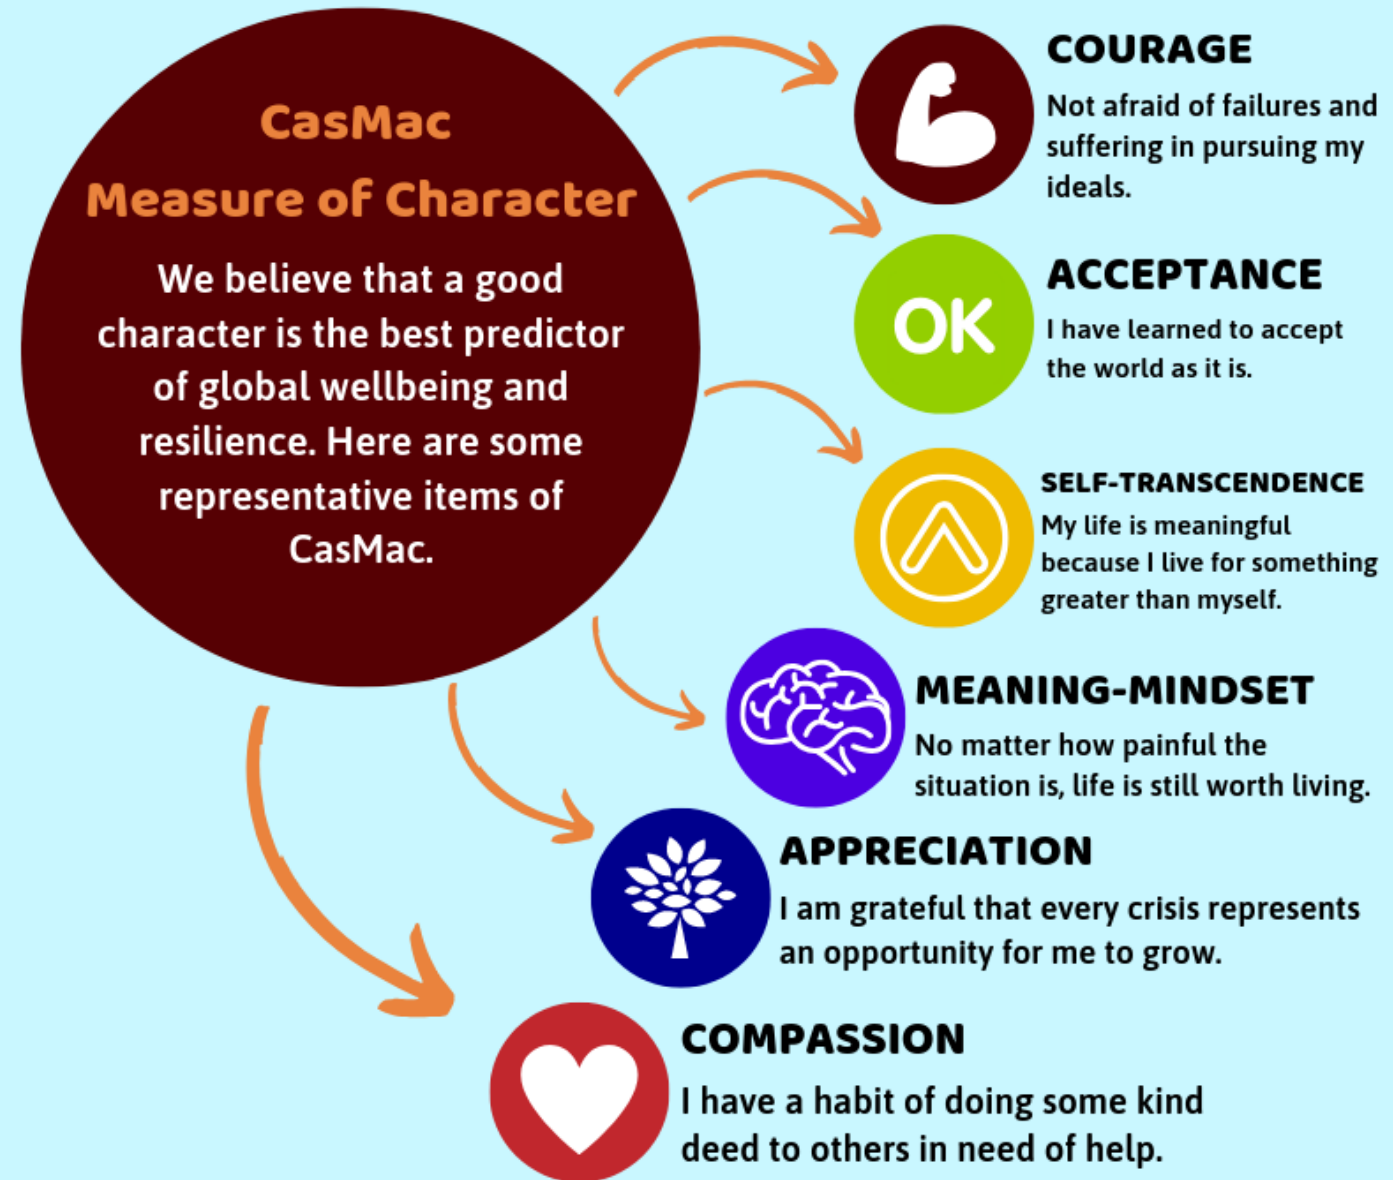 CasMac
Measure of Character
We believe that a good
character is the best predictor
of global wellbeing and
resilience. Here are some
representative items of
CasMac.
COURAGE
Not afraid of failures and
suffering in pursuing my
ideals.
OK
ACCEPTANCE
I have learned to accept
the world as it is.
SELF-TRANSCENDENCE
My life is meaningful
because I live for something
greater than myself.
MEANING-MINDSET
No matter how painful the
situation is, life is still worth living.
APPRECIATION
I am grateful that every crisis represents
an opportunity for me to grow.
COMPASSION
I have a habit of doing some kind
deed to others in need of help.